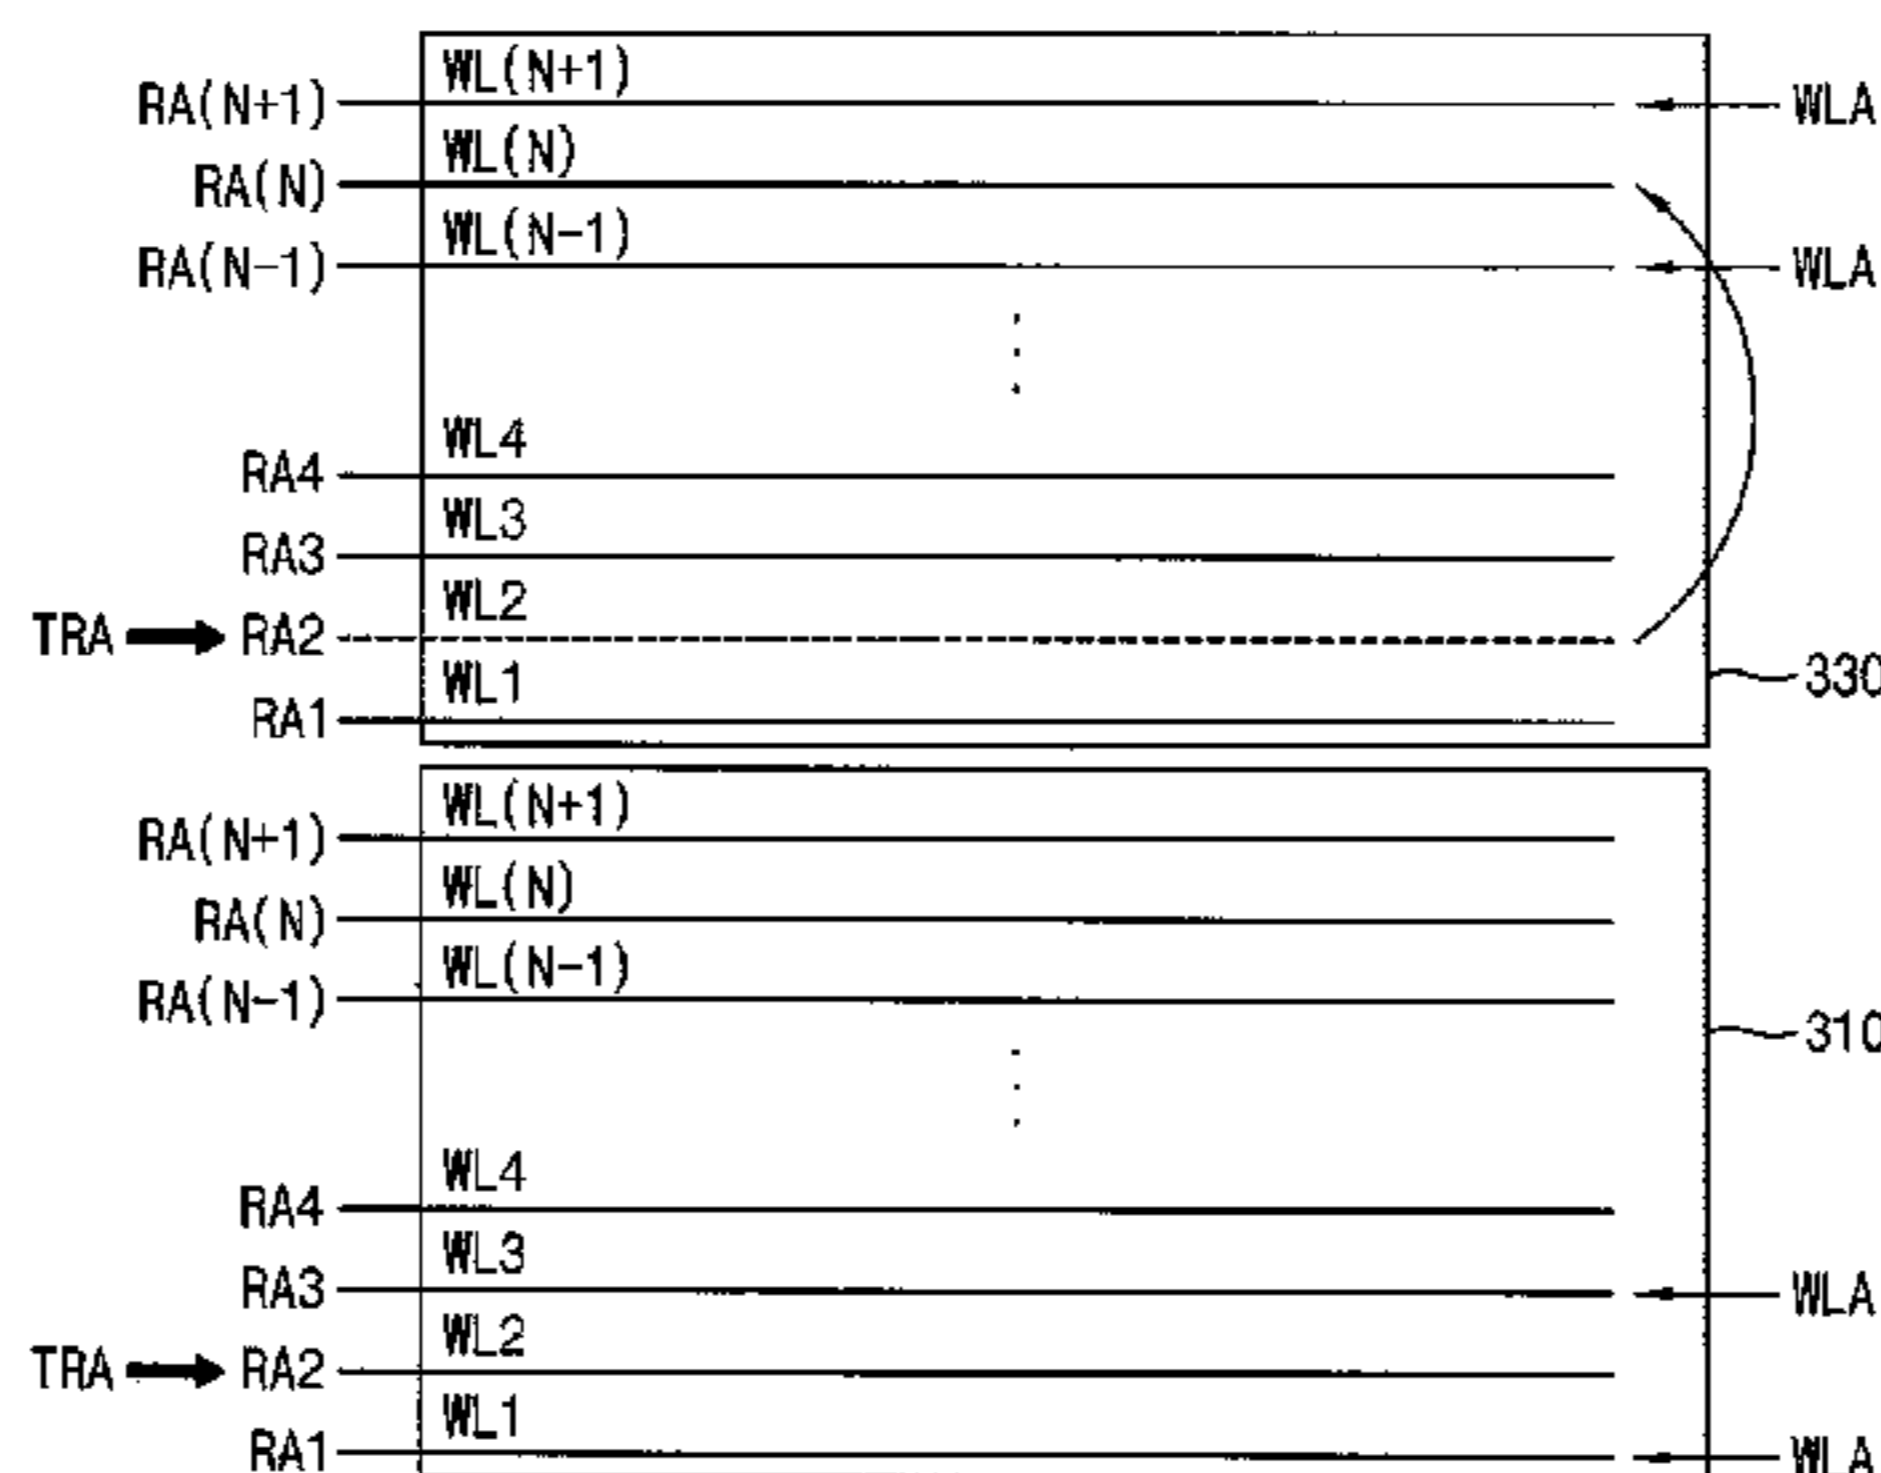 WL(N+1)
RA(N+1) WLA
WL(N)
RA(N)
WL(N-1)
RA(N-1) WLA
WL4
RA4
WL3
RA3
WL2
TRA RA2
WL1 330
RA1
WL(N+1)
RA(N+1)
WL(N)
RA(N)
WL(N-1)
RA(N-1)
310
WL4
RA4
WL3
RA3 WLA
WL2
TRA RA2
WL1
RA1 WLA